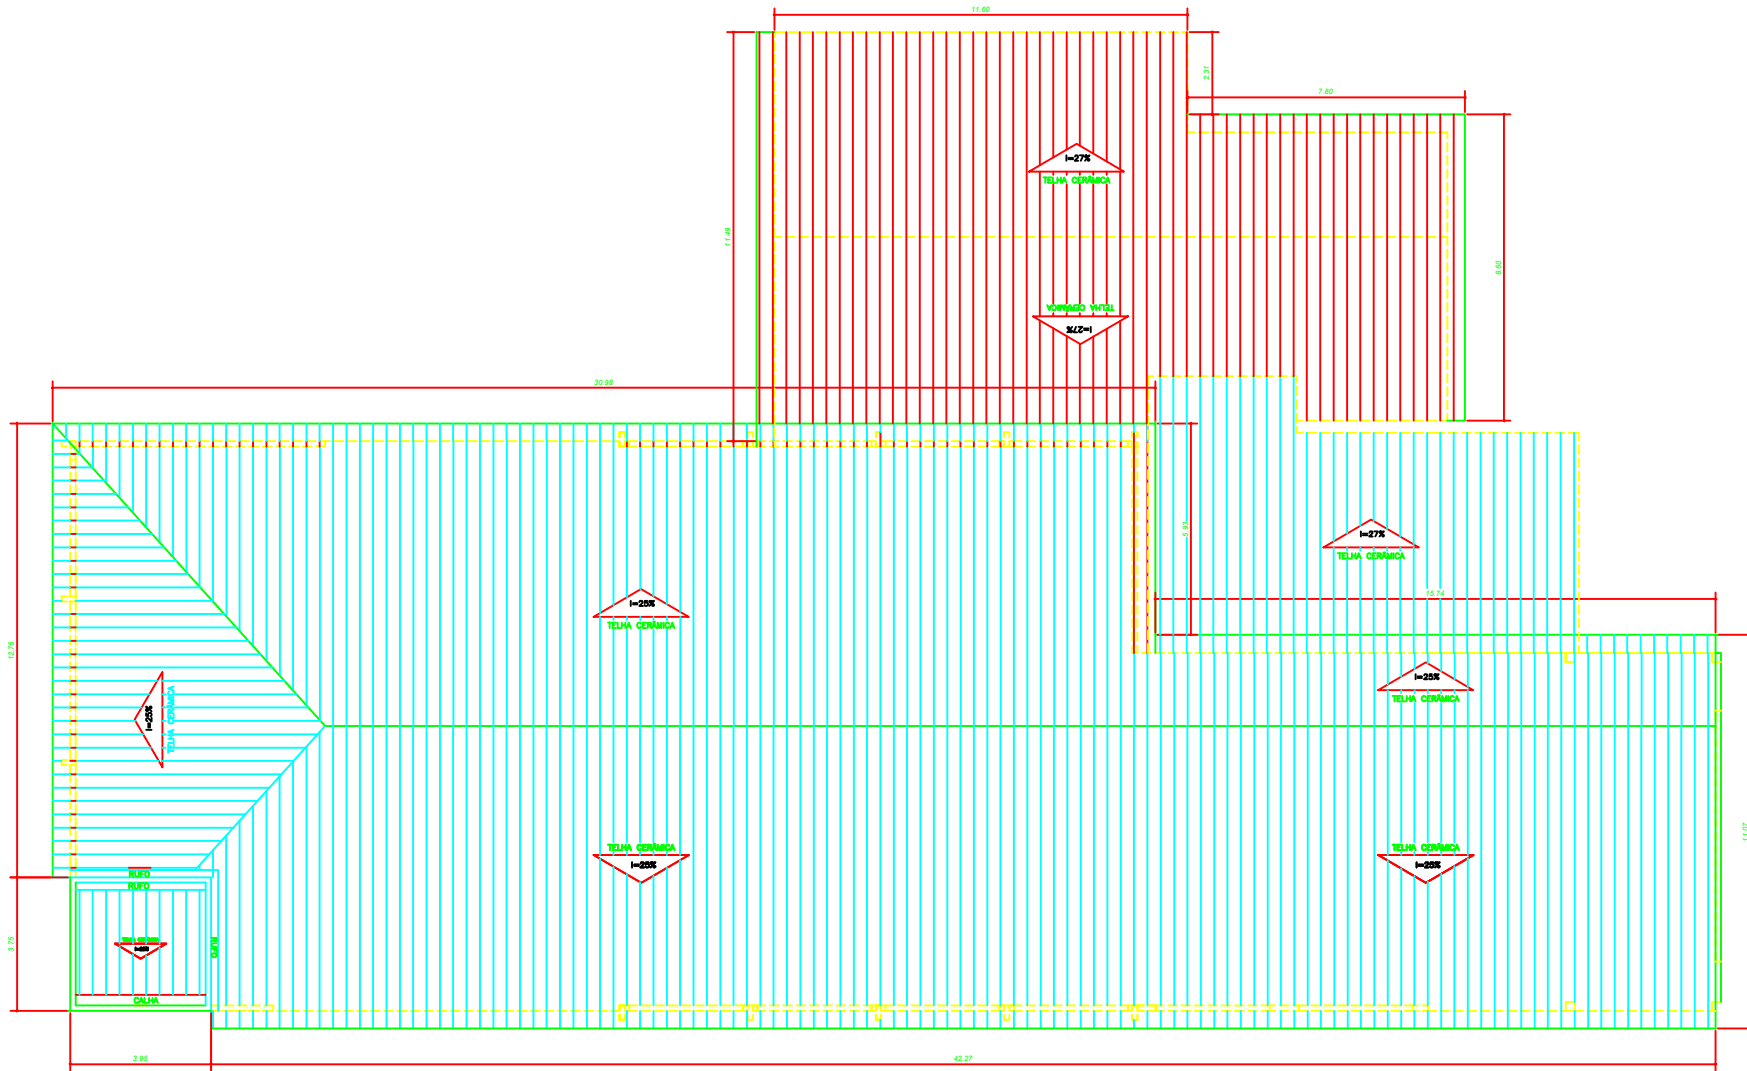 11.60
2.31
7.80
i=27%
TELHA CERÂMICA
11.49
8.60
TELHA CERÂMICA
i=27%
30.98
5.93
i=27%
TELHA CERÂMICA
i=25%
TELHA CERÂMICA
15.74
12.76
i=25%
TELHA CERÂMICA
i=25%
TELHA CERÂMICA
11.07
TELHA CERÂMICA
i=25%
TELHA CERÂMICA
i=25%
RUFO
RUFO
RUFO
3.75
CALHA
3.95
42.27